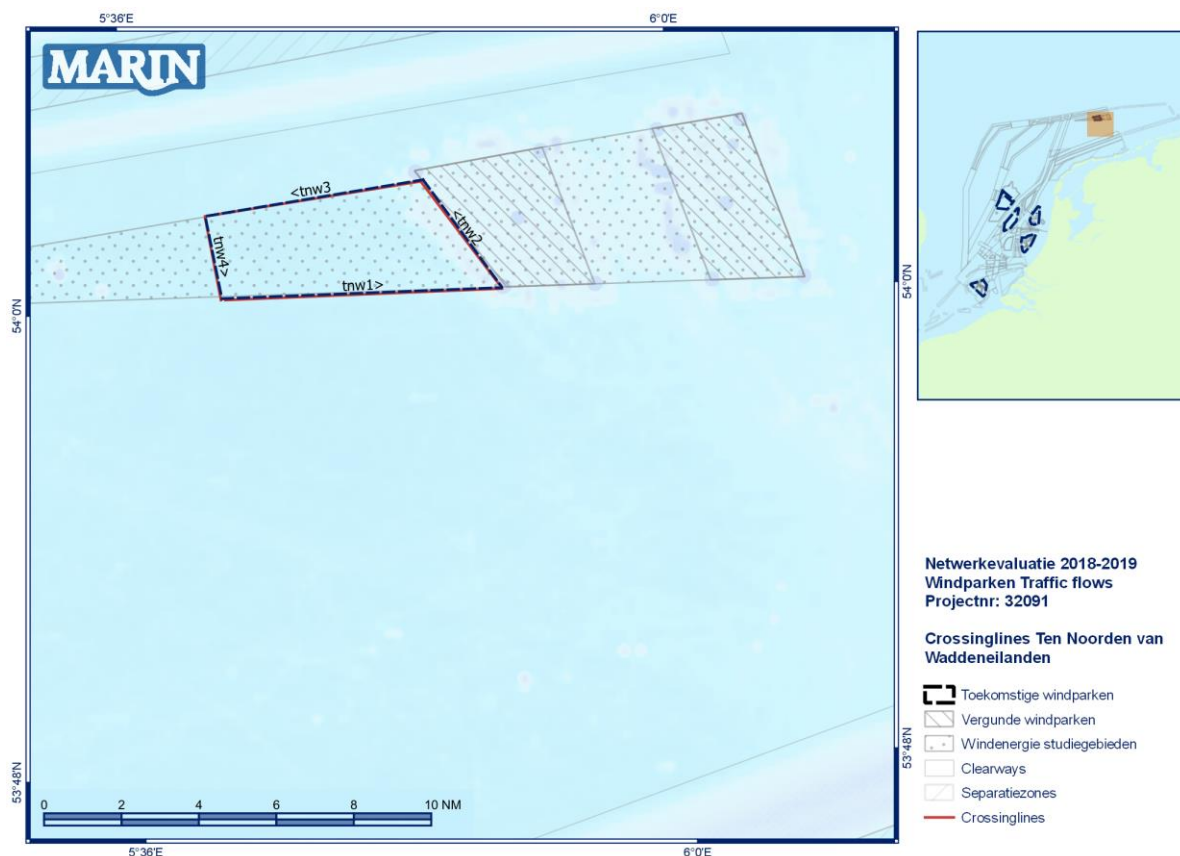 5°36'E
6°0'E
MARIN
<tnw3
<tnw2
tnw4>
tnw1>
54°0'N
54°0'N
53°48'N
53°48'N
0 2 4 6 8 10 NM
5°36'E
6°0'E
Netwerkevaluatie 2018-2019
Windparken Traffic flows
Projectnr: 32091
Crossinglines Ten Noorden van
Waddeneilanden
Toekomstige windparken
Vergunde windparken
Windenergie studiegebieden
Clearways
Separatiezones
Crossinglines